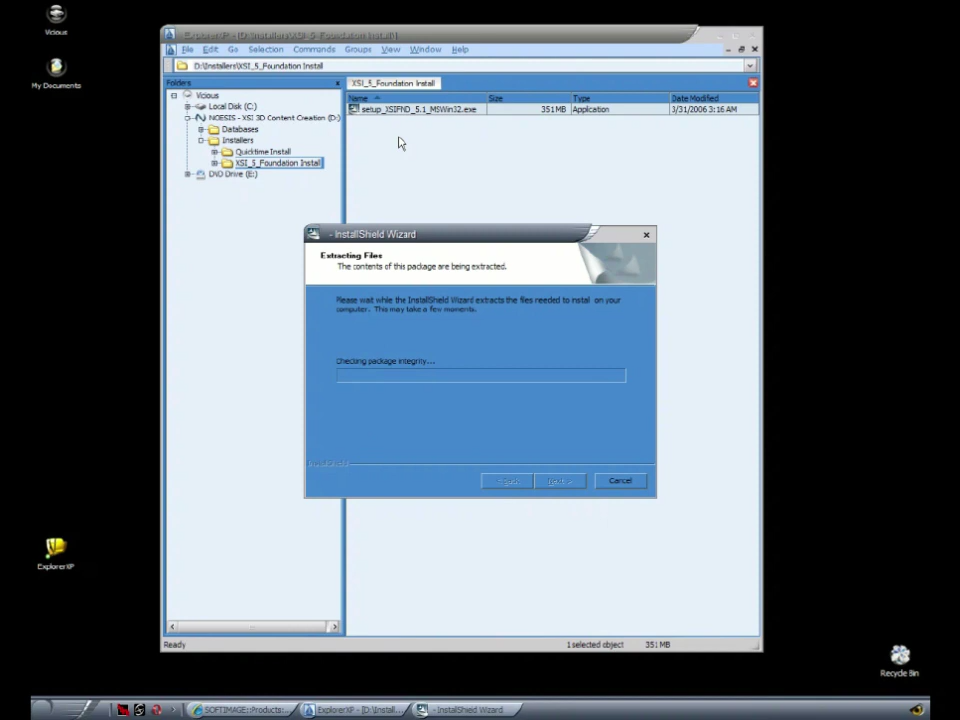 Vicious
My Documents
ExplorerXP
Recycle Bin
ExplorerXP - [D:\Installers\XSI_5_Foundation Install\]
File Edit Go Selection Commands Groups View Window Help
D:\Installers\XSI_5_Foundation Install
Folders
Vicious
Local Disk (C:)
NOESIS - XSI 3D Content Creation (D:)
Databases
Installers
Quicktime Install
XSI_5_Foundation Install
DVD Drive (E:)
XSI_5_Foundation Install
Name Size Type Date Modified
setup_XSIFND_5.1_MSWin32.exe 351MB Application 3/31/2006 3:16 AM
- InstallShield Wizard
Extracting Files
The contents of this package are being extracted.
Please wait while the InstallShield Wizard extracts the files needed to install on your
computer. This may take a few moments.
Checking package integrity...
InstallShield
< Back Next > Cancel
Ready 1 selected object 351 MB
SOFTIMAGE::Products:... ExplorerXP - [D:\Install... - InstallShield Wizard